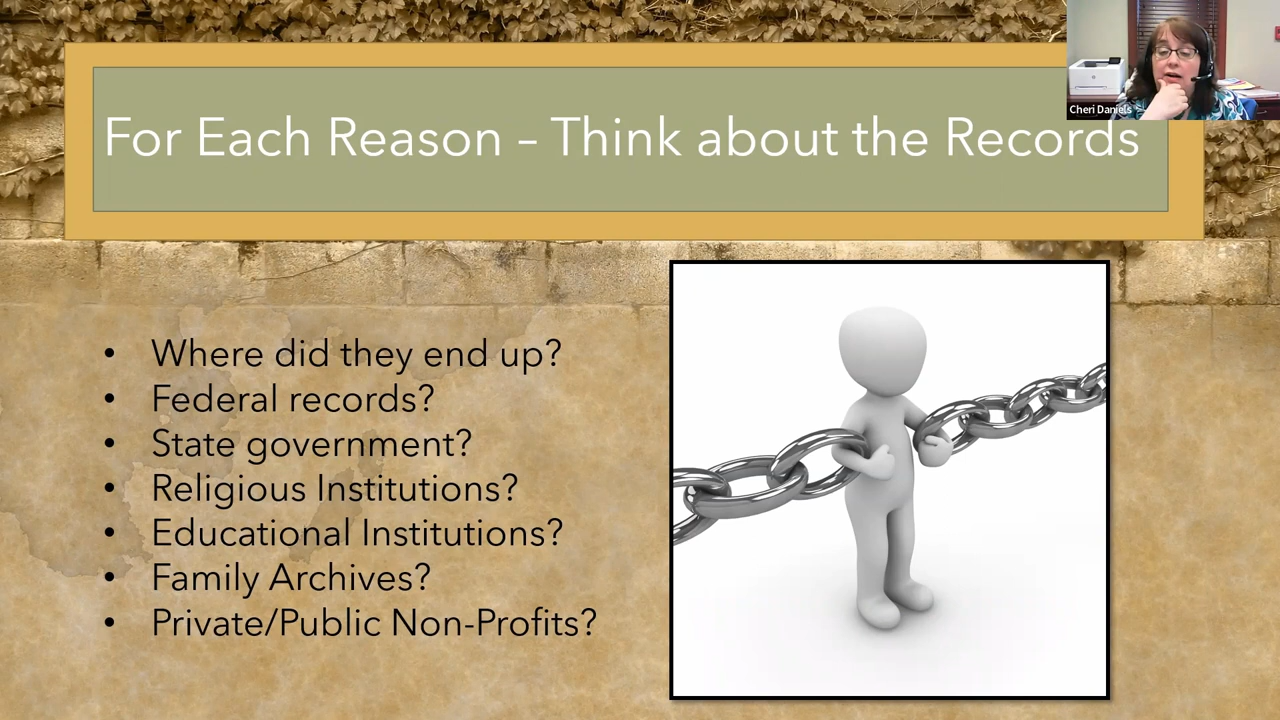 For Each Reason – Think about the Records
Cheri Daniels
• Where did they end up?
• Federal records?
• State government?
• Religious Institutions?
• Educational Institutions?
• Family Archives?
• Private/Public Non-Profits?